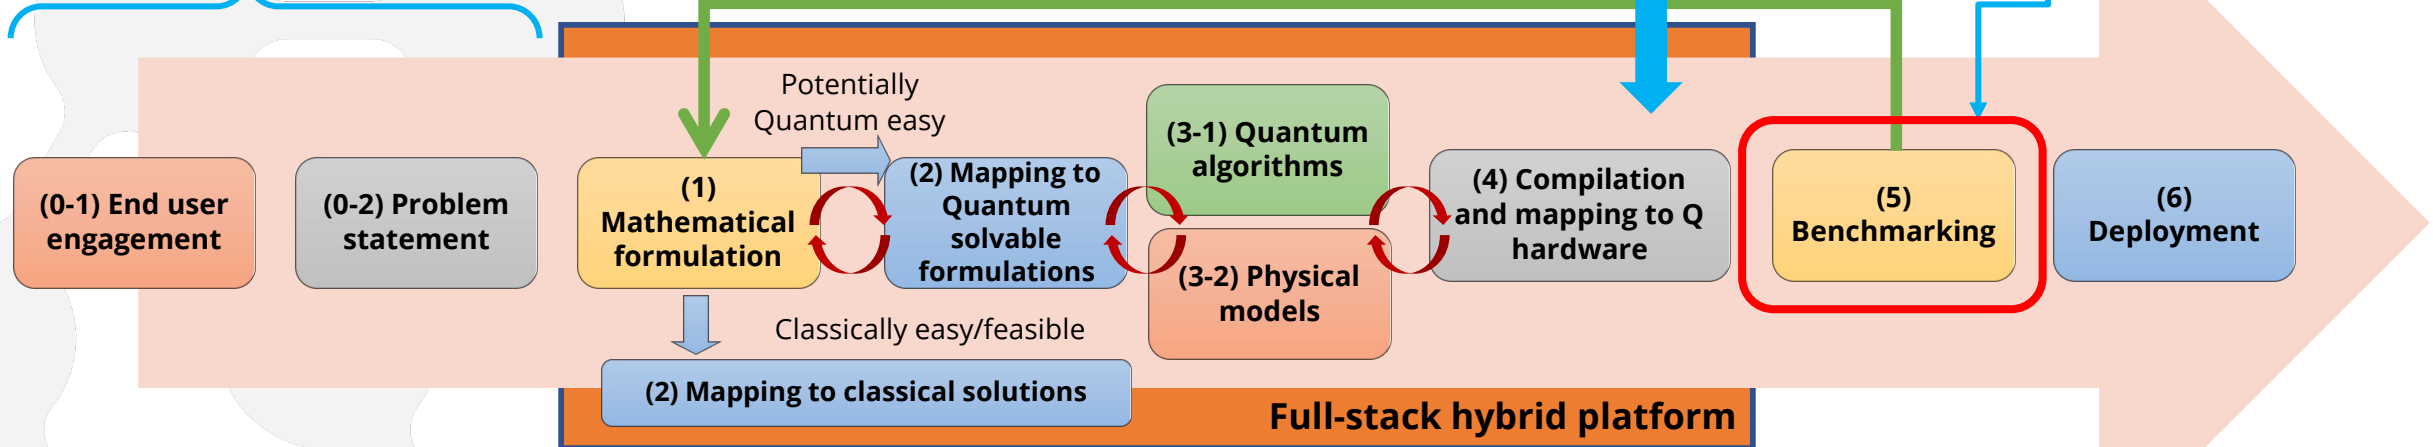 (0-1) End user
engagement
(0-2) Problem
statement
(1)
Mathematical
formulation
Potentially
Quantum easy
(2) Mapping to
Quantum
solvable
formulations
Classically easy/feasible
(2) Mapping to classical solutions
(3-1) Quantum
algorithms
(3-2) Physical
models
(4) Compilation
and mapping to Q
hardware
(5)
Benchmarking
(6)
Deployment
Full-stack hybrid platform